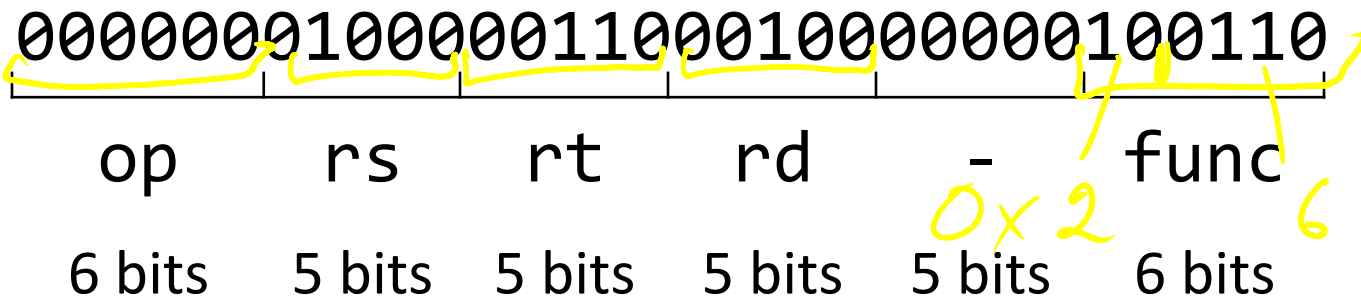 00000001000001100010000000100110
op rs rt rd - func
0x2 6
6 bits 5 bits 5 bits 5 bits 5 bits 6 bits